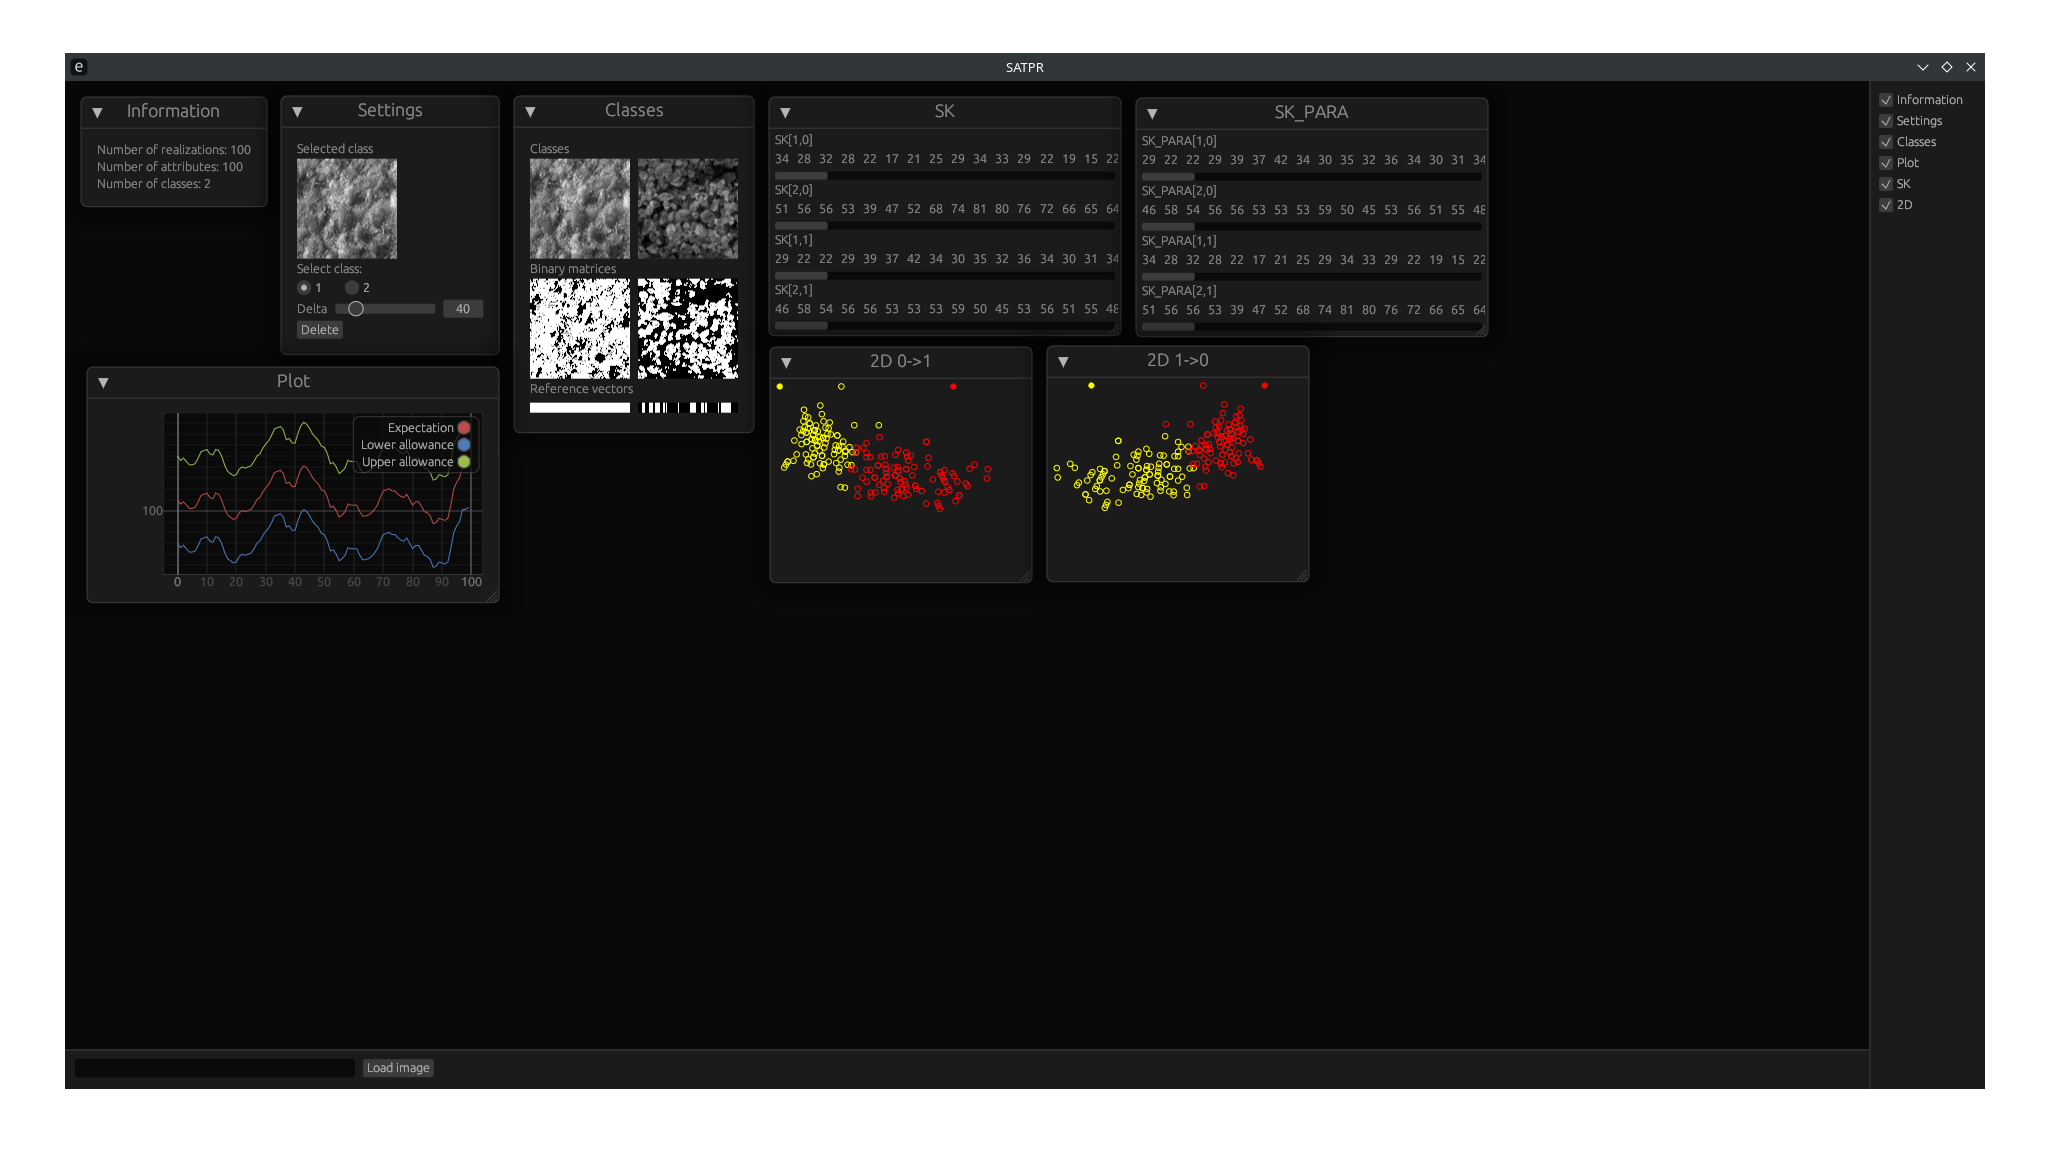 e
SATPR
Information
Number of realizations: 100
Number of attributes: 100
Number of classes: 2
Settings
Selected class
Select class:
1 2
Delta 40
Delete
Classes
Classes
Binary matrices
Reference vectors
SK
SK[1,0]
34 28 32 28 22 17 21 25 29 34 33 29 22 19 15 22
SK[2,0]
51 56 56 53 39 47 52 68 74 81 80 76 72 66 65 64
SK[1,1]
29 22 22 29 39 37 42 34 30 35 32 36 34 30 31 34
SK[2,1]
46 58 54 56 56 53 53 53 59 50 45 53 56 51 55 48
SK_PARA
SK_PARA[1,0]
29 22 22 29 39 37 42 34 30 35 32 36 34 30 31 34
SK_PARA[2,0]
46 58 54 56 56 53 53 53 59 50 45 53 56 51 55 48
SK_PARA[1,1]
34 28 32 28 22 17 21 25 29 34 33 29 22 19 15 22
SK_PARA[2,1]
51 56 56 53 39 47 52 68 74 81 80 76 72 66 65 64
Plot
Expectation
Lower allowance
Upper allowance
100
0 10 20 30 40 50 60 70 80 90 100
2D 0->1
2D 1->0
Information
Settings
Classes
Plot
SK
2D
Load image